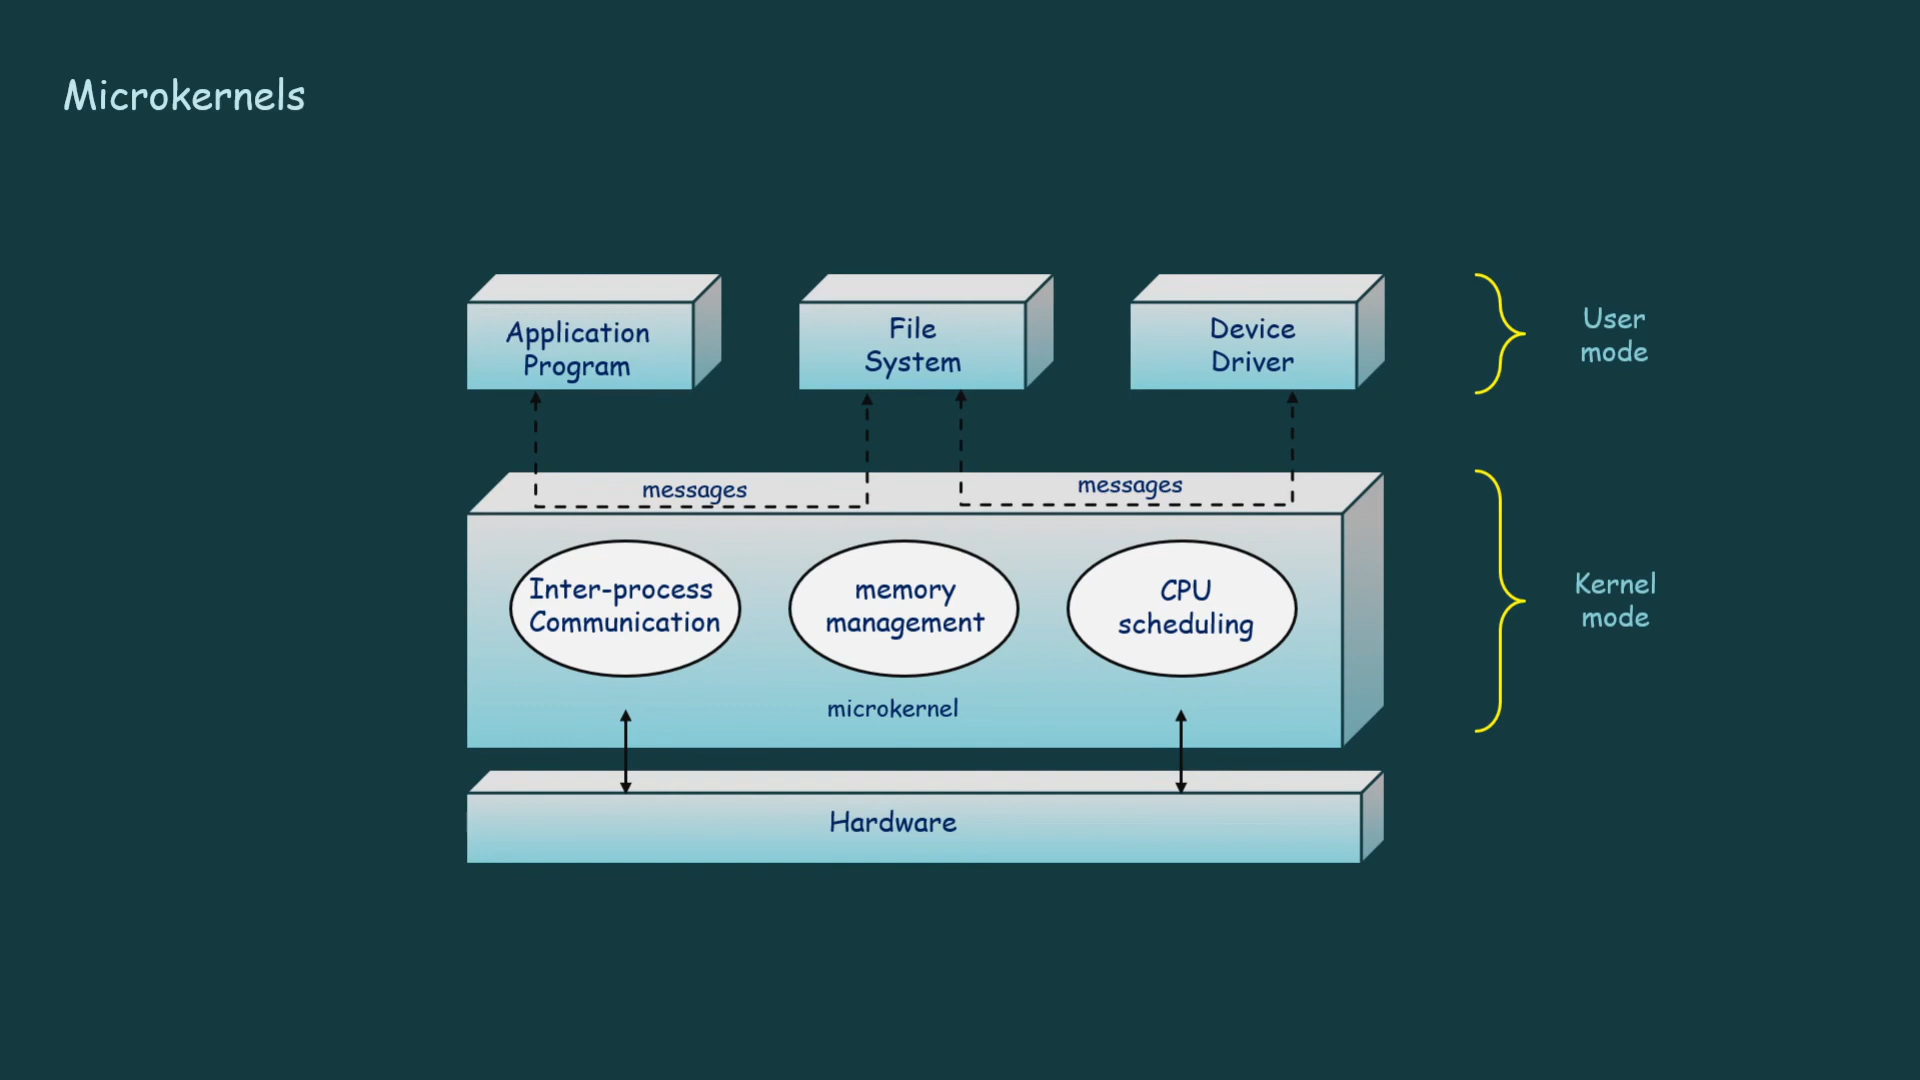 Microkernels
Application
Program
File
System
Device
Driver
User
mode
messages
messages
Inter-process
Communication
memory
management
CPU
scheduling
Kernel
mode
microkernel
Hardware